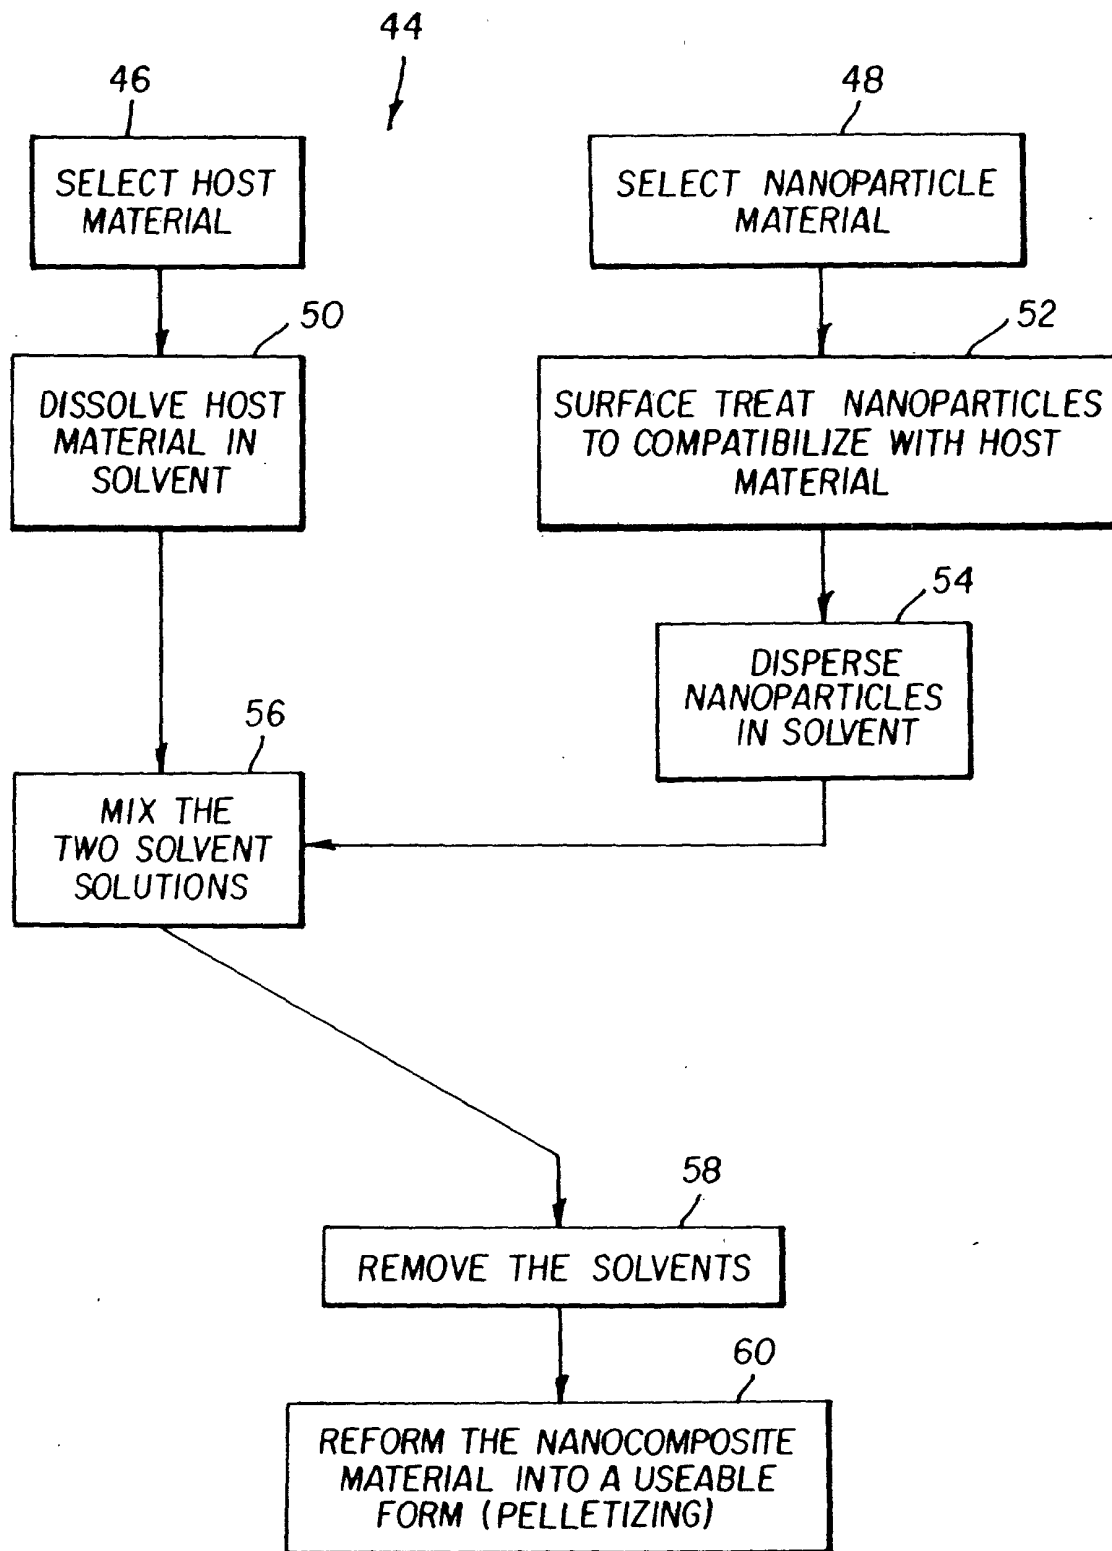 44
46
SELECT HOST
MATERIAL
48
SELECT NANOPARTICLE
MATERIAL
50
DISSOLVE HOST
MATERIAL IN
SOLVENT
52
SURFACE TREAT NANOPARTICLES
TO COMPATIBILIZE WITH HOST
MATERIAL
54
DISPERSE
NANOPARTICLES
IN SOLVENT
56
MIX THE
TWO SOLVENT
SOLUTIONS
58
REMOVE THE SOLVENTS
60
REFORM THE NANOCOMPOSITE
MATERIAL INTO A USEABLE
FORM (PELLETIZING)